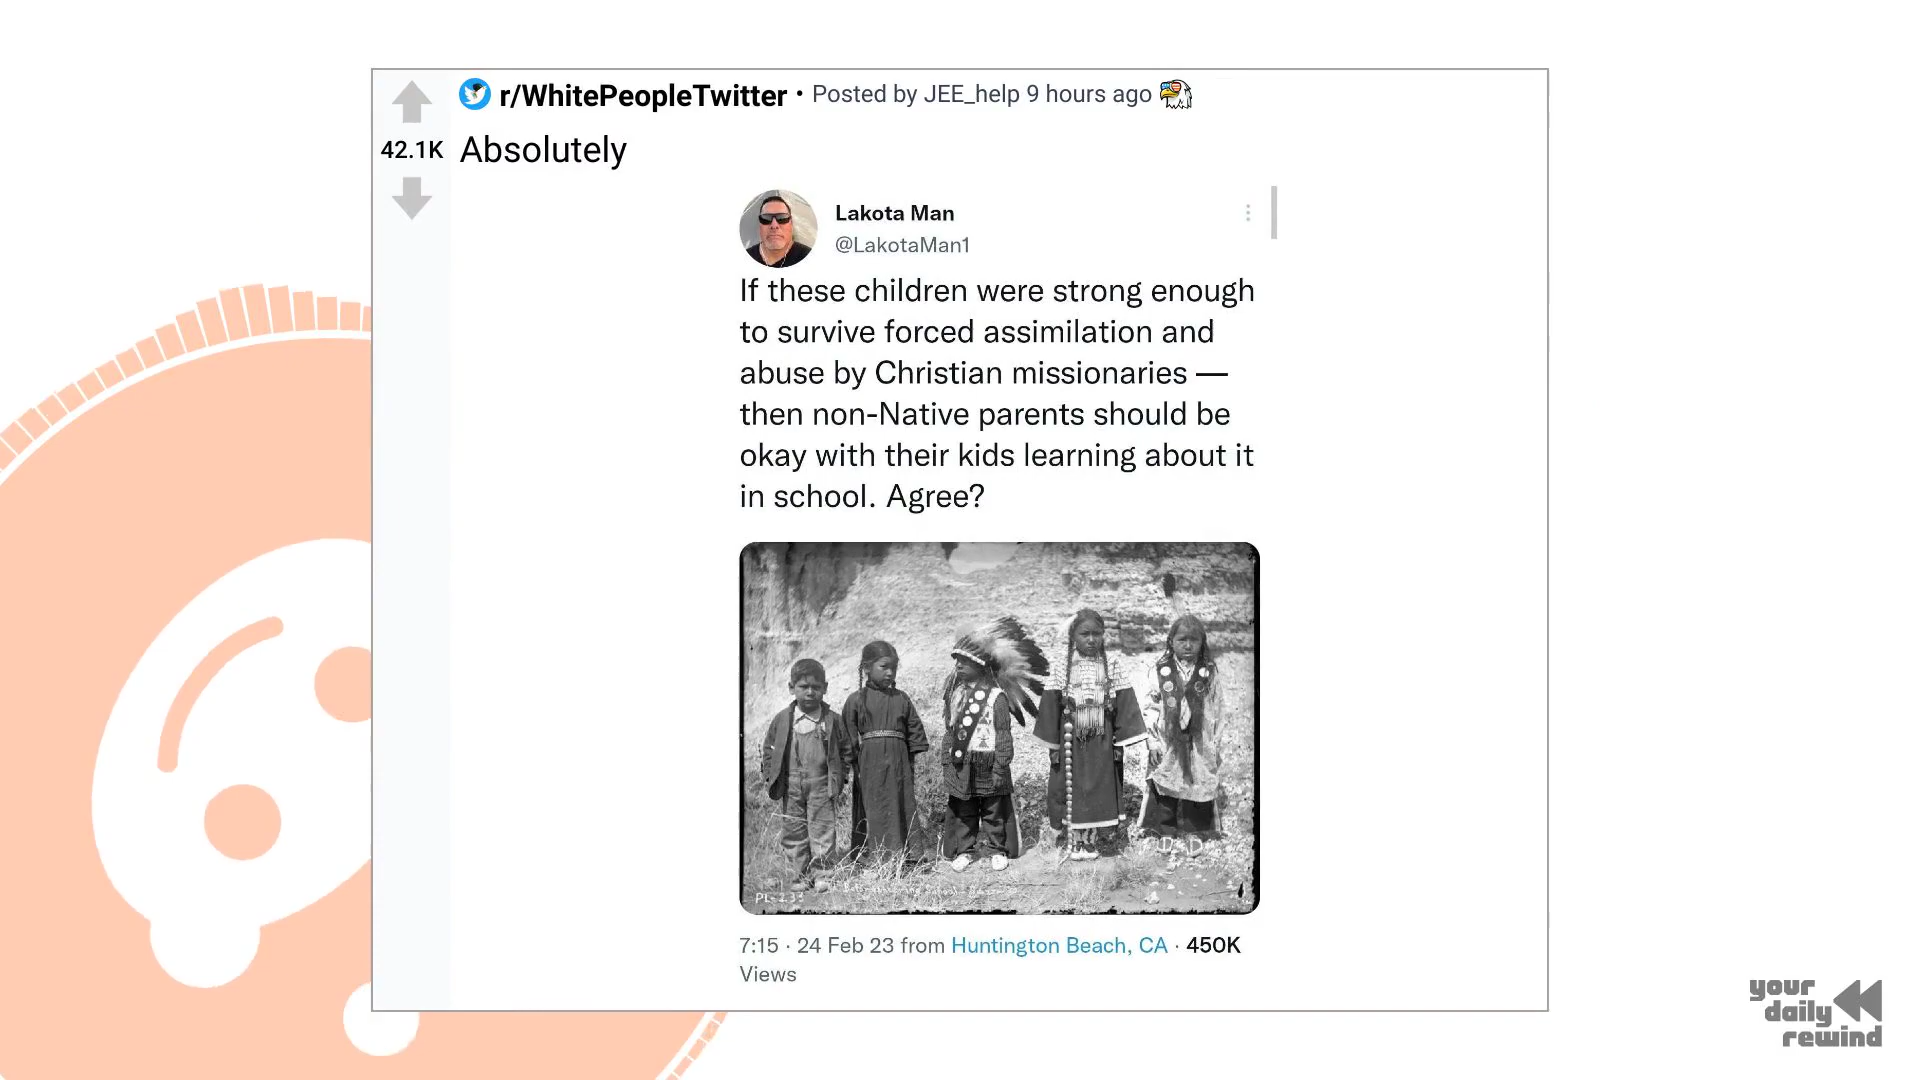 r/WhitePeopleTwitter • Posted by JEE_help 9 hours ago
42.1K
Absolutely
Lakota Man
@LakotaMan1
If these children were strong enough
to survive forced assimilation and
abuse by Christian missionaries —
then non-Native parents should be
okay with their kids learning about it
in school. Agree?
7:15 · 24 Feb 23 from Huntington Beach, CA · 450K
Views
your
daily
rewind